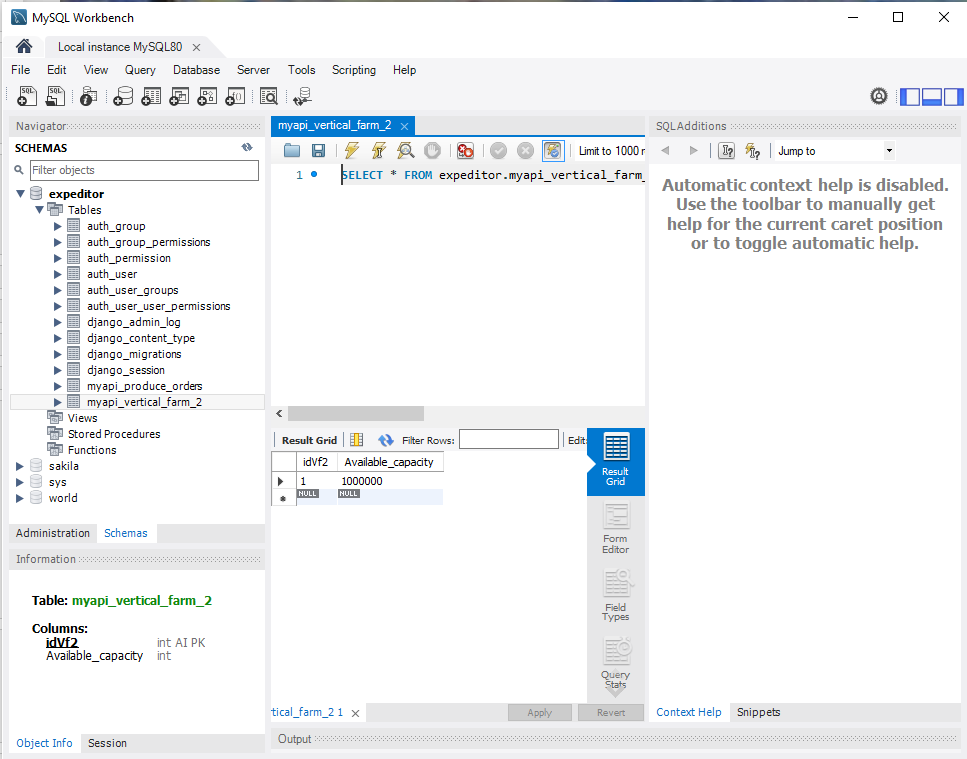 MySQL Workbench
Local instance MySQL80
File Edit View Query Database Server Tools Scripting Help
Navigator
SCHEMAS
Filter objects
expeditor
Tables
auth_group
auth_group_permissions
auth_permission
auth_user
auth_user_groups
auth_user_user_permissions
django_admin_log
django_content_type
django_migrations
django_session
myapi_produce_orders
myapi_vertical_farm_2
Views
Stored Procedures
Functions
sakila
sys
world
Administration Schemas
Information
Table: myapi_vertical_farm_2
Columns:
idVf2 int AI PK
Available_capacity int
Object Info Session
myapi_vertical_farm_2
Limit to 1000 r
1 SELECT * FROM expeditor.myapi_vertical_farm_
Result Grid Filter Rows: Edit
idVf2 Available_capacity
1 1000000
NULL NULL
Result
Grid
Form
Editor
Field
Types
Query
Stats
rtical_farm_2 1
Apply Revert
Output
SQLAdditions
Jump to
Automatic context help is disabled.
Use the toolbar to manually get
help for the current caret position
or to toggle automatic help.
Context Help Snippets